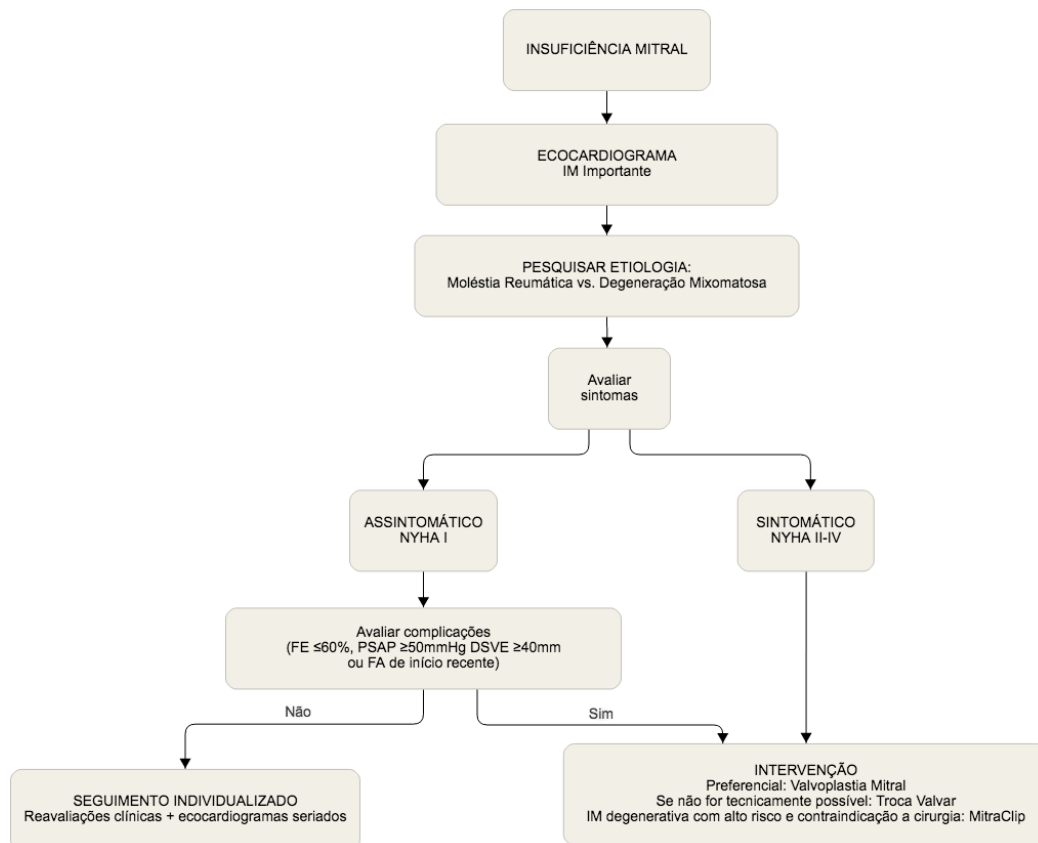 INSUFICIÊNCIA MITRAL
ECOCARDIOGRAMA
IM Importante
PESQUISAR ETIOLOGIA:
Moléstia Reumática vs. Degeneração Mixomatosa
Avaliar
sintomas
ASSINTOMÁTICO
NYHA I
SINTOMÁTICO
NYHA II-IV
Avaliar complicações
(FE ≤60%, PSAP ≥50mmHg DSVE ≥40mm
ou FA de início recente)
Não
Sim
SEGUIMENTO INDIVIDUALIZADO
Reavaliações clínicas + ecocardiogramas seriados
INTERVENÇÃO
Preferencial: Valvoplastia Mitral
Se não for tecnicamente possível: Troca Valvar
IM degenerativa com alto risco e contraindicação a cirurgia: MitraClip